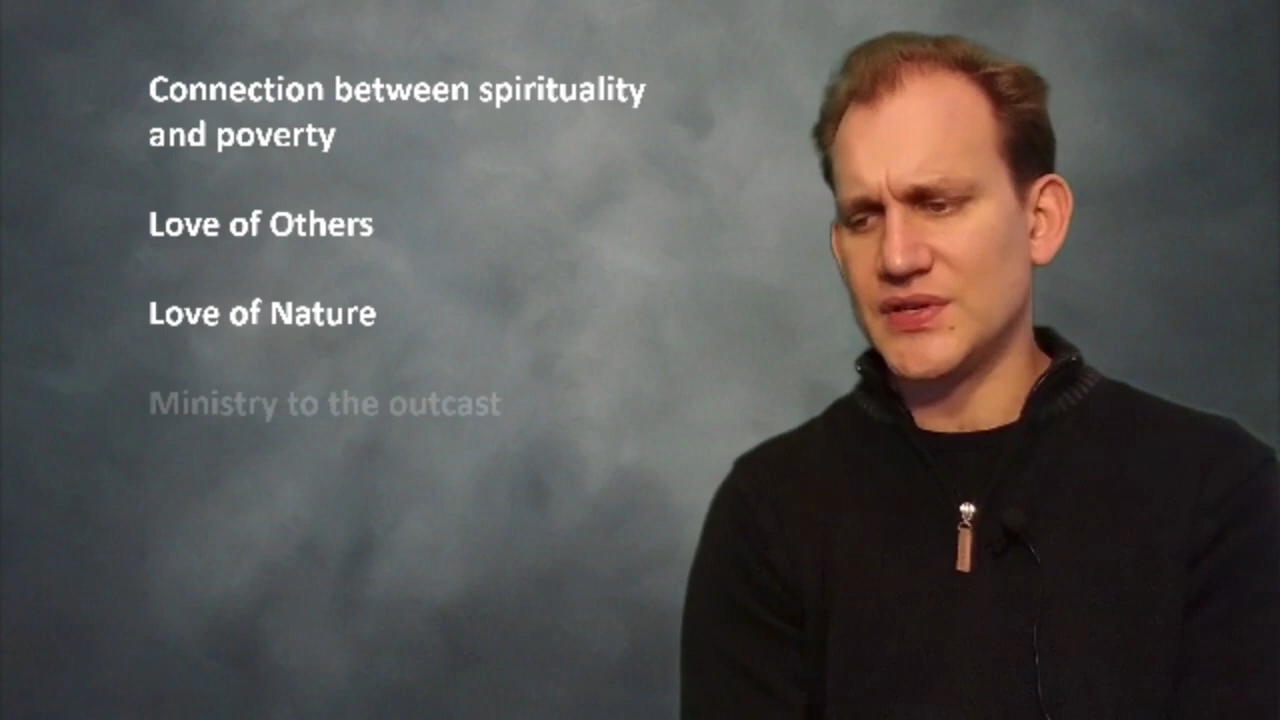 Connection between spirituality
and poverty
Love of Others
Love of Nature
Ministry to the outcast